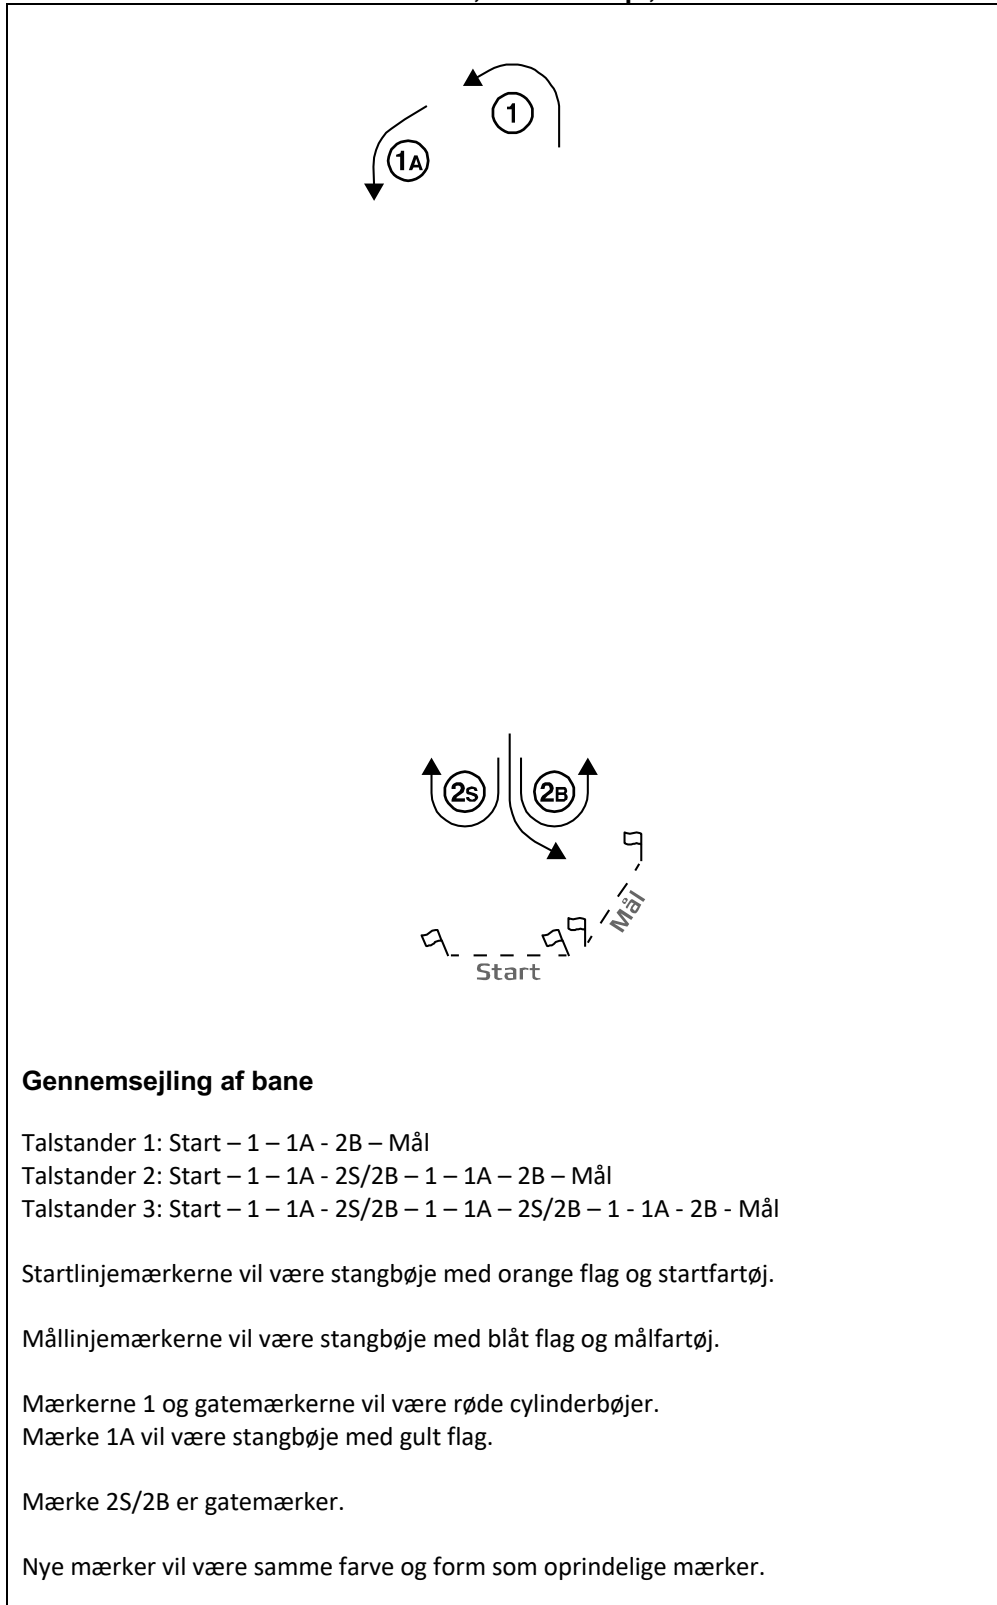 1
1A
2S
2B
Mål
Start
Gennemsejling af bane
Talstander 1: Start – 1 – 1A - 2B – Mål
Talstander 2: Start – 1 – 1A - 2S/2B – 1 – 1A – 2B – Mål
Talstander 3: Start – 1 – 1A - 2S/2B – 1 – 1A – 2S/2B – 1 - 1A - 2B - Mål
Startlinjemærkerne vil være stangbøje med orange flag og startfartøj.
Mållinjemærkerne vil være stangbøje med blåt flag og målfartøj.
Mærkerne 1 og gatemærkerne vil være røde cylinderbøjer.
Mærke 1A vil være stangbøje med gult flag.
Mærke 2S/2B er gatemærker.
Nye mærker vil være samme farve og form som oprindelige mærker.